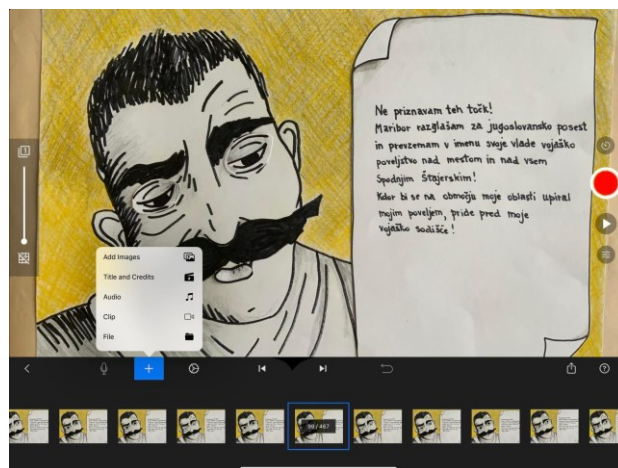 Ne priznavam teh točk!
Maribor razglašam za jugoslovansko posest
in prevzemam v imenu svoje vlade vojaško
poveljstvo nad mestom in nad vsem
Spodnjim Štajerskim!
Kdor bi se na območju moje oblasti upiral
mojim poveljem, pride pred moje
vojaško sodišče!
Add Images
Title and Credits
Audio
Clip
File
99/467